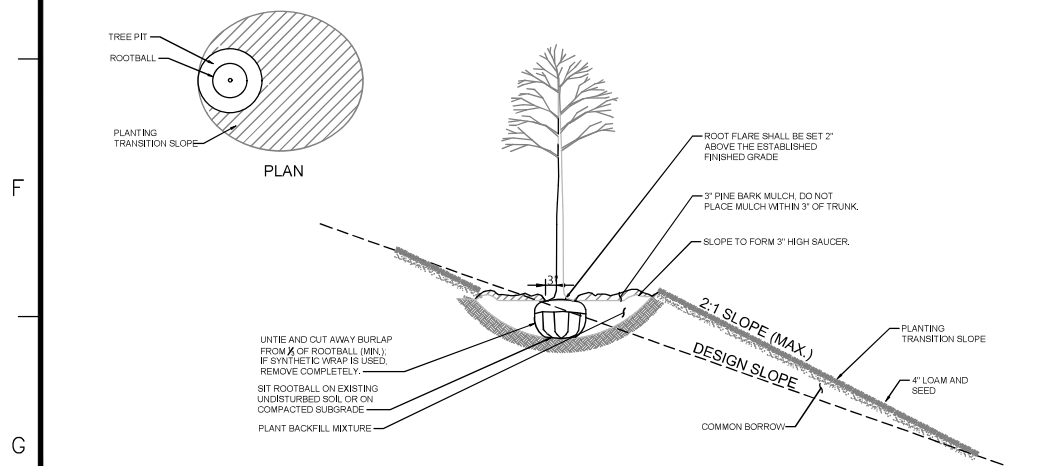 TREE PIT
ROOTBALL
PLANTING
TRANSITION SLOPE
PLAN
F
ROOT FLARE SHALL BE SET 2"
ABOVE THE ESTABLISHED
FINISHED GRADE
3" PINE BARK MULCH, DO NOT
PLACE MULCH WITHIN 3" OF TRUNK.
SLOPE TO FORM 3" HIGH SAUCER.
3"
2:1 SLOPE (MAX.)
DESIGN SLOPE
PLANTING
TRANSITION SLOPE
4" LOAM AND
SEED
COMMON BORROW
UNTIE AND CUT AWAY BURLAP
FROM OF ROOTBALL (MIN.);
IF SYNTHETIC WRAP IS USED,
REMOVE COMPLETELY.
SIT ROOTBALL ON EXISTING
UNDISTURBED SOIL OR ON
COMPACTED SUBGRADE
PLANT BACKFILL MIXTURE
G